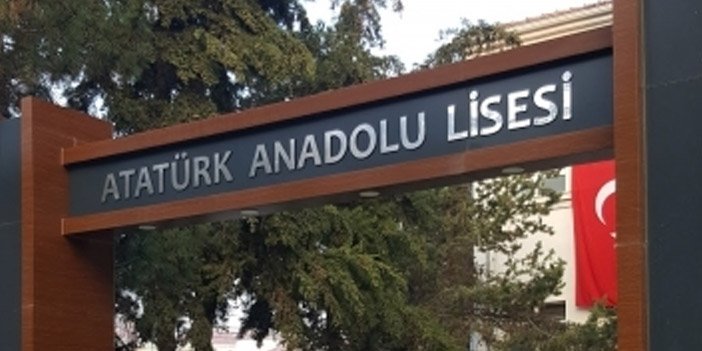 ATATÜRK ANADOLU LİSESİ